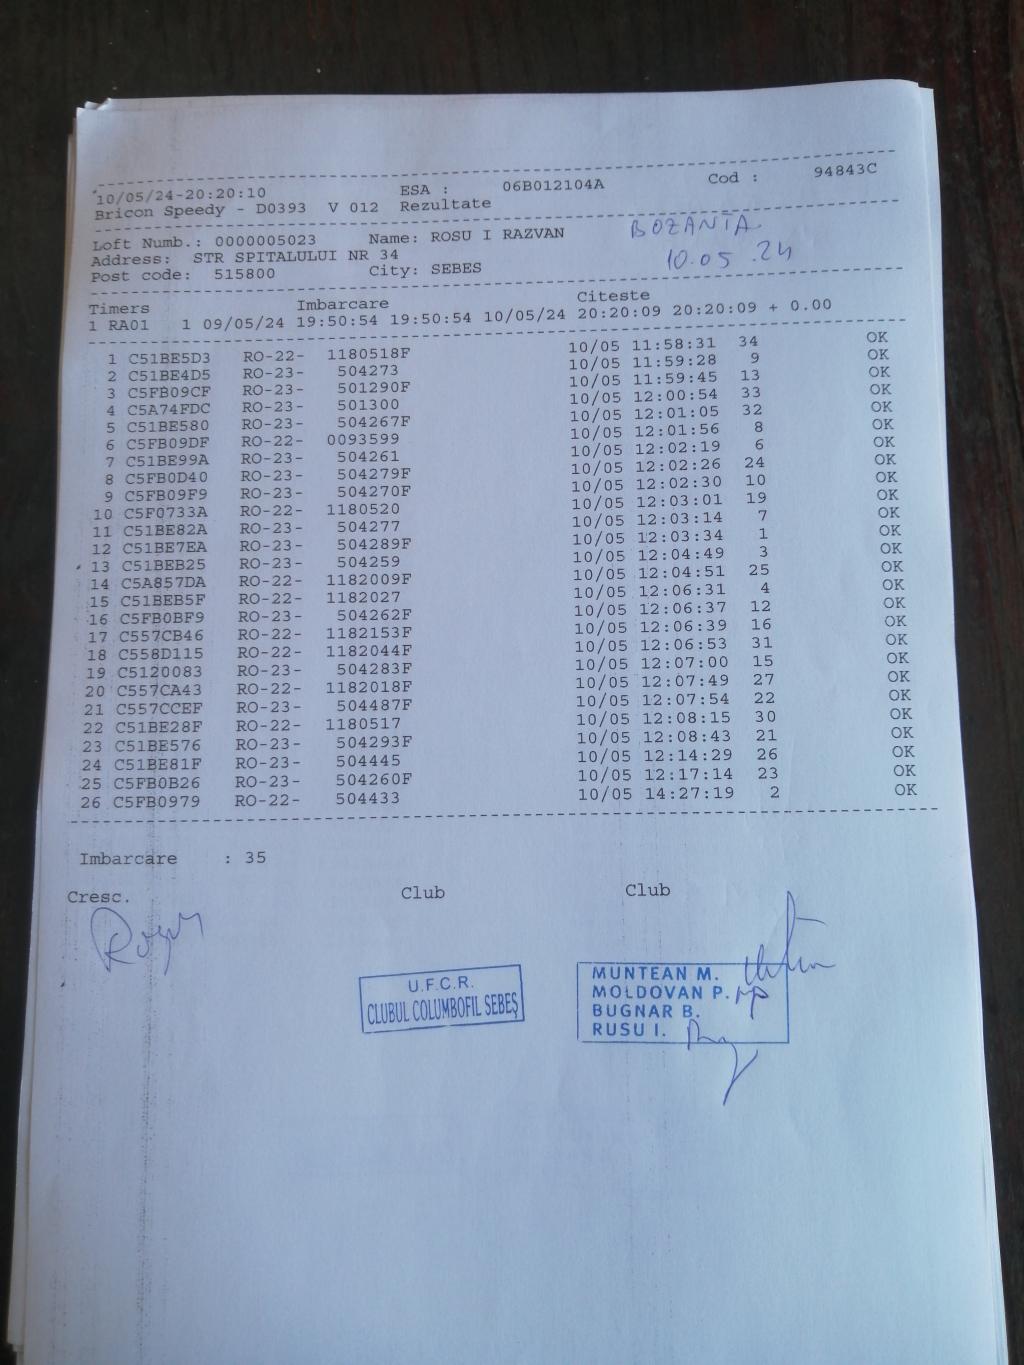 10/05/24-20:20:10 ESA : 06B012104A Cod : 94843C
Bricon Speedy - D0393 V 012 Rezultate
Loft Numb.: 0000005023 Name: ROSU I RAZVAN
BOZANTA
Address: STR SPITALULUI NR 34
10.05.24
Post code: 515800 City: SEBES
Timers Imbarcare Citeste
1 RA01 1 09/05/24 19:50:54 19:50:54 10/05/24 20:20:09 20:20:09 + 0.00
1 C51BE5D3 RO-22- 1180518F 10/05 11:58:31 34 OK
2 C51BE4D5 RO-23- 504273 10/05 11:59:28 9 OK
3 C5FB09CF RO-23- 501290F 10/05 11:59:45 13 OK
4 C5A74FDC RO-23- 501300 10/05 12:00:54 33 OK
5 C51BE580 RO-23- 504267F 10/05 12:01:05 32 OK
6 C5FB09DF RO-22- 0093599 10/05 12:01:56 8 OK
7 C51BE99A RO-23- 504261 10/05 12:02:19 6 OK
8 C5FB0D40 RO-23- 504279F 10/05 12:02:26 24 OK
9 C5FB09F9 RO-23- 504270F 10/05 12:02:30 10 OK
10 C5F0733A RO-22- 1180520 10/05 12:03:01 19 OK
11 C51BE82A RO-23- 504277 10/05 12:03:14 7 OK
12 C51BE7EA RO-23- 504289F 10/05 12:03:34 1 OK
13 C51BEB25 RO-23- 504259 10/05 12:04:49 3 OK
14 C5A857DA RO-22- 1182009F 10/05 12:04:51 25 OK
15 C51BEB5F RO-22- 1182027 10/05 12:06:31 4 OK
16 C5FB0BF9 RO-23- 504262F 10/05 12:06:37 12 OK
17 C557CB46 RO-22- 1182153F 10/05 12:06:39 16 OK
18 C558D115 RO-22- 1182044F 10/05 12:06:53 31 OK
19 C5120083 RO-23- 504283F 10/05 12:07:00 15 OK
20 C557CA43 RO-22- 1182018F 10/05 12:07:49 27 OK
21 C557CCEF RO-23- 504487F 10/05 12:07:54 22 OK
22 C51BE28F RO-22- 1180517 10/05 12:08:15 30 OK
23 C51BE576 RO-23- 504293F 10/05 12:08:43 21 OK
24 C51BE81F RO-23- 504445 10/05 12:14:29 26 OK
25 C5FB0B26 RO-23- 504260F 10/05 12:17:14 23 OK
26 C5FB0979 RO-22- 504433 10/05 14:27:19 2 OK
Imbarcare : 35
Cresc. Club Club
U.F.C.R.
CLUBUL COLUMBOFIL SEBEȘ
MUNTEAN M.
MOLDOVAN P.
BUGNAR B.
RUSU I.